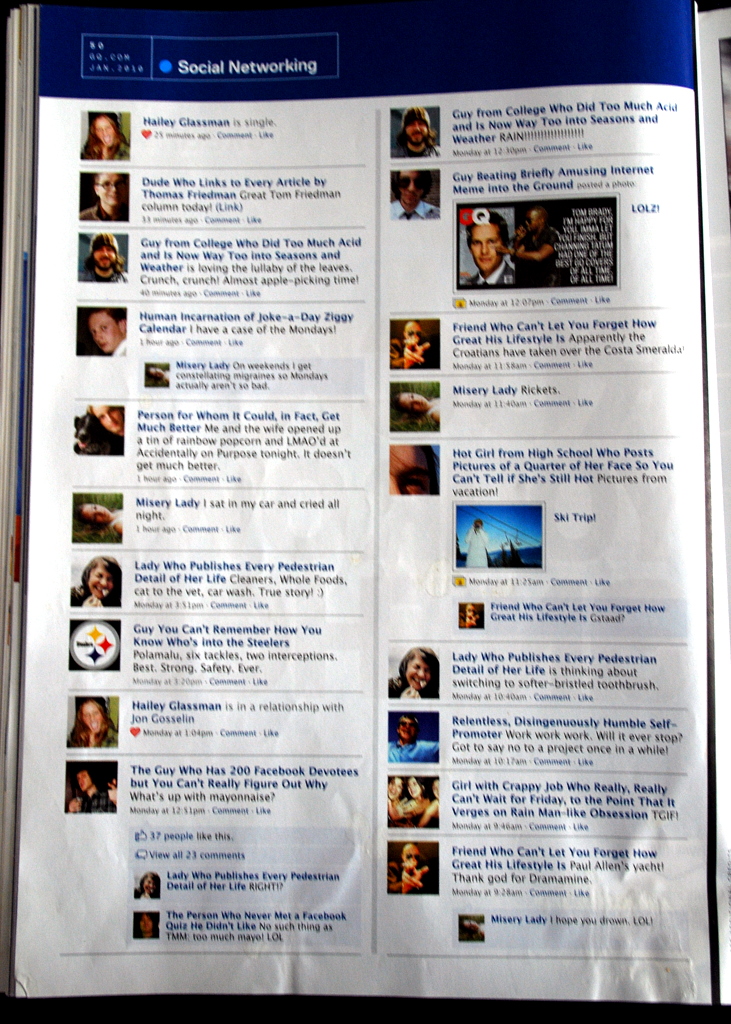 50
GQ.COM
JAN.2010
Social Networking
Hailey Glassman is single.
25 minutes ago · Comment · Like
Dude Who Links to Every Article by
Thomas Friedman Great Tom Friedman
column today! (Link)
33 minutes ago · Comment · Like
Guy from College Who Did Too Much Acid
and Is Now Way Too into Seasons and
Weather is loving the lullaby of the leaves.
Crunch, crunch! Almost apple-picking time!
40 minutes ago · Comment · Like
Human Incarnation of Joke-a-Day Ziggy
Calendar I have a case of the Mondays!
1 hour ago · Comment · Like
Misery Lady On weekends I get
constellating migraines so Mondays
actually aren't so bad.
Person for Whom It Could, in Fact, Get
Much Better Me and the wife opened up
a tin of rainbow popcorn and LMAO'd at
Accidentally on Purpose tonight. It doesn't
get much better.
1 hour ago · Comment · Like
Misery Lady I sat in my car and cried all
night.
1 hour ago · Comment · Like
Lady Who Publishes Every Pedestrian
Detail of Her Life Cleaners, Whole Foods,
cat to the vet, car wash. True story! :)
Monday at 3:51pm · Comment · Like
Steelers
Guy You Can't Remember How You
Know Who's into the Steelers
Polamalu, six tackles, two interceptions.
Best. Strong. Safety. Ever.
Monday at 3:20pm · Comment · Like
Hailey Glassman is in a relationship with
Jon Gosselin
Monday at 1:04pm · Comment · Like
The Guy Who Has 200 Facebook Devotees
but You Can't Really Figure Out Why
What's up with mayonnaise?
Monday at 12:51pm · Comment · Like
37 people like this.
View all 23 comments
Lady Who Publishes Every Pedestrian
Detail of Her Life RIGHT!?
The Person Who Never Met a Facebook
Quiz He Didn't Like No such thing as
TMM: too much mayo! LOL
Guy from College Who Did Too Much Acid
and Is Now Way Too into Seasons and
Weather RAIN!!!!!!!!!!!!!!!!!!
Monday at 12:30pm · Comment · Like
Guy Beating Briefly Amusing Internet
Meme into the Ground posted a photo
GQ
TOM BRADY,
I'M HAPPY FOR
YOU, IMMA LET
YOU FINISH, BUT
CHANNING TATUM
HAD ONE OF THE
BEST GQ COVERS
OF ALL TIME.
OF ALL TIME!
LOLZ!
Monday at 12:07pm · Comment · Like
Friend Who Can't Let You Forget How
Great His Lifestyle Is Apparently the
Croatians have taken over the Costa Smeralda!
Monday at 11:58am · Comment · Like
Misery Lady Rickets.
Monday at 11:40am · Comment · Like
Hot Girl from High School Who Posts
Pictures of a Quarter of Her Face So You
Can't Tell if She's Still Hot Pictures from
vacation!
Ski Trip!
Monday at 11:25am · Comment · Like
Friend Who Can't Let You Forget How
Great His Lifestyle Is Gstaad?
Lady Who Publishes Every Pedestrian
Detail of Her Life is thinking about
switching to softer-bristled toothbrush.
Monday at 10:40am · Comment · Like
Relentless, Disingenuously Humble Self-
Promoter Work work work. Will it ever stop?
Got to say no to a project once in a while!
Monday at 10:17am · Comment · Like
Girl with Crappy Job Who Really, Really
Can't Wait for Friday, to the Point That It
Verges on Rain Man-like Obsession TGIF!
Monday at 9:46am · Comment · Like
Friend Who Can't Let You Forget How
Great His Lifestyle Is Paul Allen's yacht!
Thank god for Dramamine.
Monday at 9:28am · Comment · Like
Misery Lady I hope you drown. LOL!